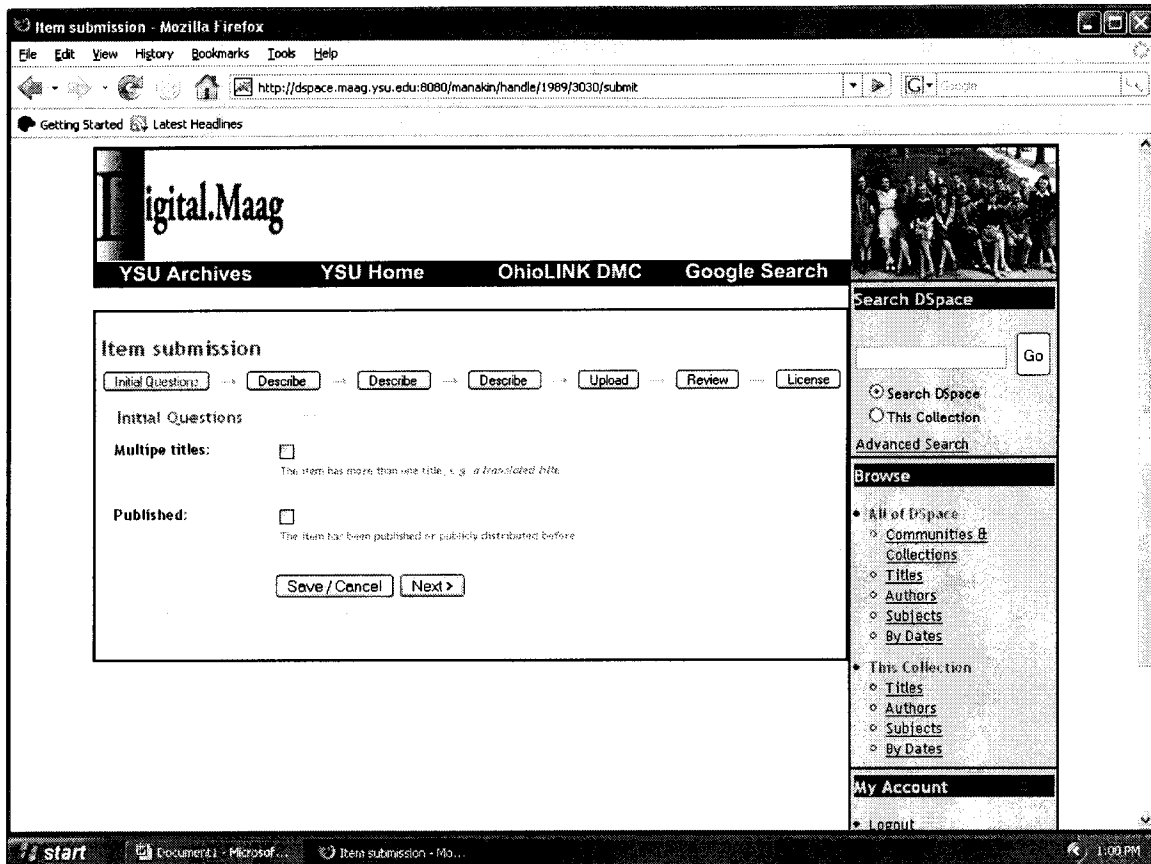 Item submission - Mozilla Firefox
File Edit View History Bookmarks Tools Help
http://dspace.maag.ysu.edu:8080/manakin/handle/1989/3030/submit
G Google
Getting Started Latest Headlines
Digital.Maag
YSU Archives YSU Home OhioLINK DMC Google Search
Item submission
Initial Questions → Describe → Describe → Describe → Upload → Review → License
Initial Questions
Multipe titles:
The item has more than one title, e.g. a translated title
Published:
The item has been published or publicly distributed before
Save / Cancel Next >
Search DSpace
Go
Search DSpace
This Collection
Advanced Search
Browse
All of DSpace
Communities &
Collections
Titles
Authors
Subjects
By Dates
This Collection
Titles
Authors
Subjects
By Dates
My Account
Logout
start Document1 - Microsof... Item submission - Mo... 1:00 PM